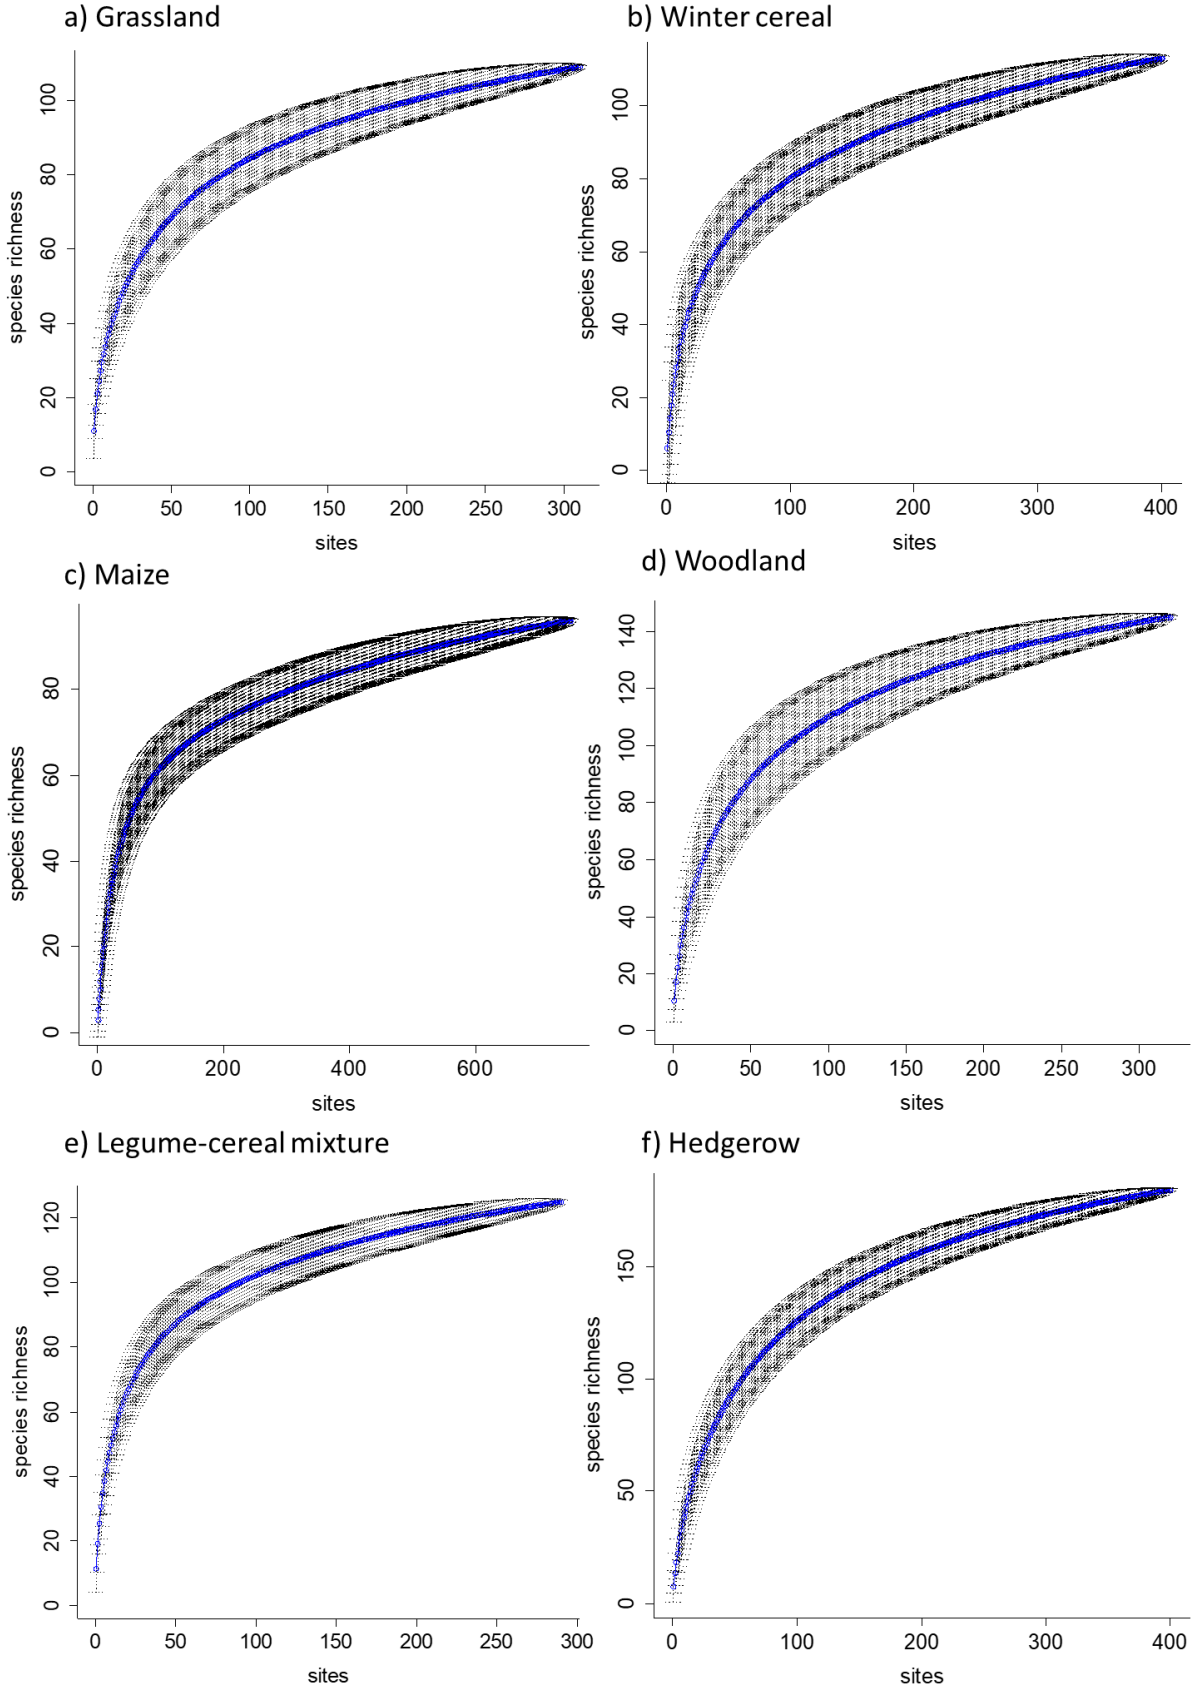 a) Grassland
species richness
100
80
60
40
20
0
0 50 100 150 200 250 300
sites
b) Winter cereal
species richness
100
80
60
40
20
0
0 100 200 300 400
sites
c) Maize
species richness
80
60
40
20
0
0 200 400 600
sites
d) Woodland
species richness
140
120
100
80
60
40
20
0
0 50 100 150 200 250 300
sites
e) Legume-cereal mixture
species richness
120
100
80
60
40
20
0
0 50 100 150 200 250 300
sites
f) Hedgerow
species richness
150
100
50
0
0 100 200 300 400
sites